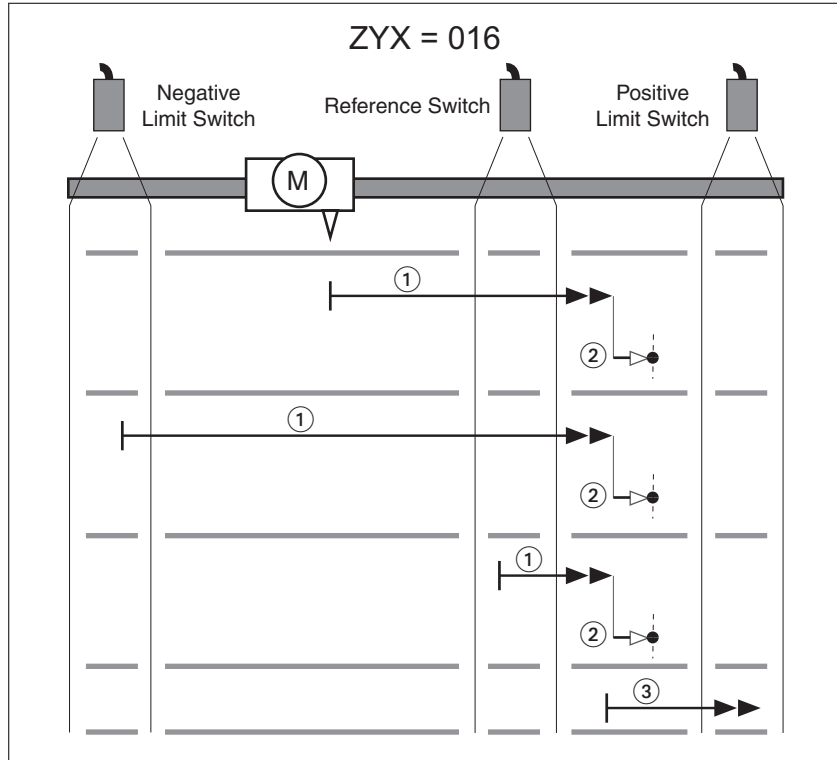 ZYX = 016
Negative
Limit Switch
Reference Switch
Positive
Limit Switch
M
1
2
1
2
1
2
3